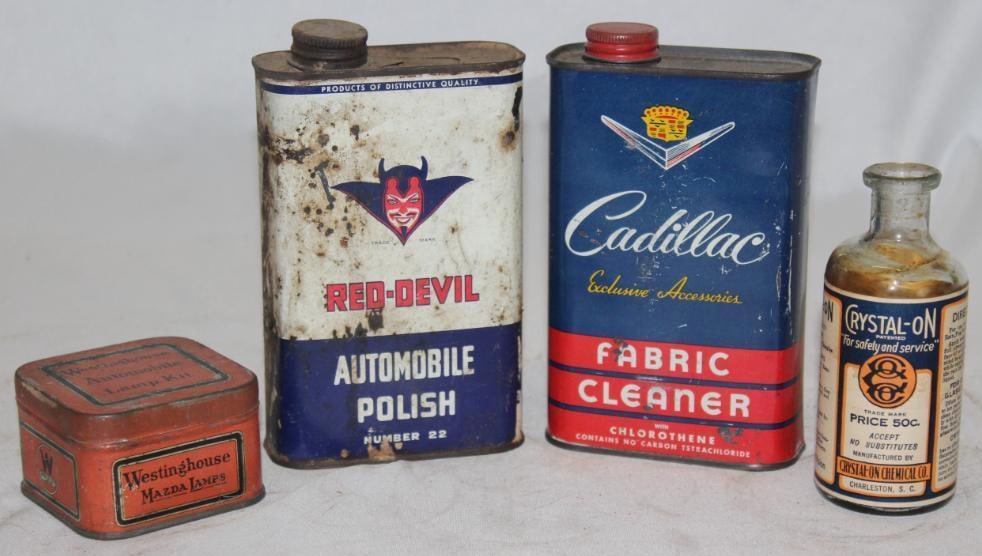 Westinghouse
Automobile
Lamp Kit
W
Westinghouse
MAZDA LAMPS
PRODUCTS OF DISTINCTIVE QUALITY
TRADE MARK
RED-DEVIL
AUTOMOBILE
POLISH
NUMBER 22
Cadillac
Exclusive Accessories
FABRIC
CLEANER
WITH
CHLOROTHENE
CONTAINS NO CARBON TETRACHLORIDE
CRYSTAL-ON
PATENTED
"For safety and service"
TRADE MARK
PRICE 50c.
ACCEPT
NO SUBSTITUTES
MANUFACTURED BY
CRYSTAL-ON CHEMICAL CO.
CHARLESTON, S. C.